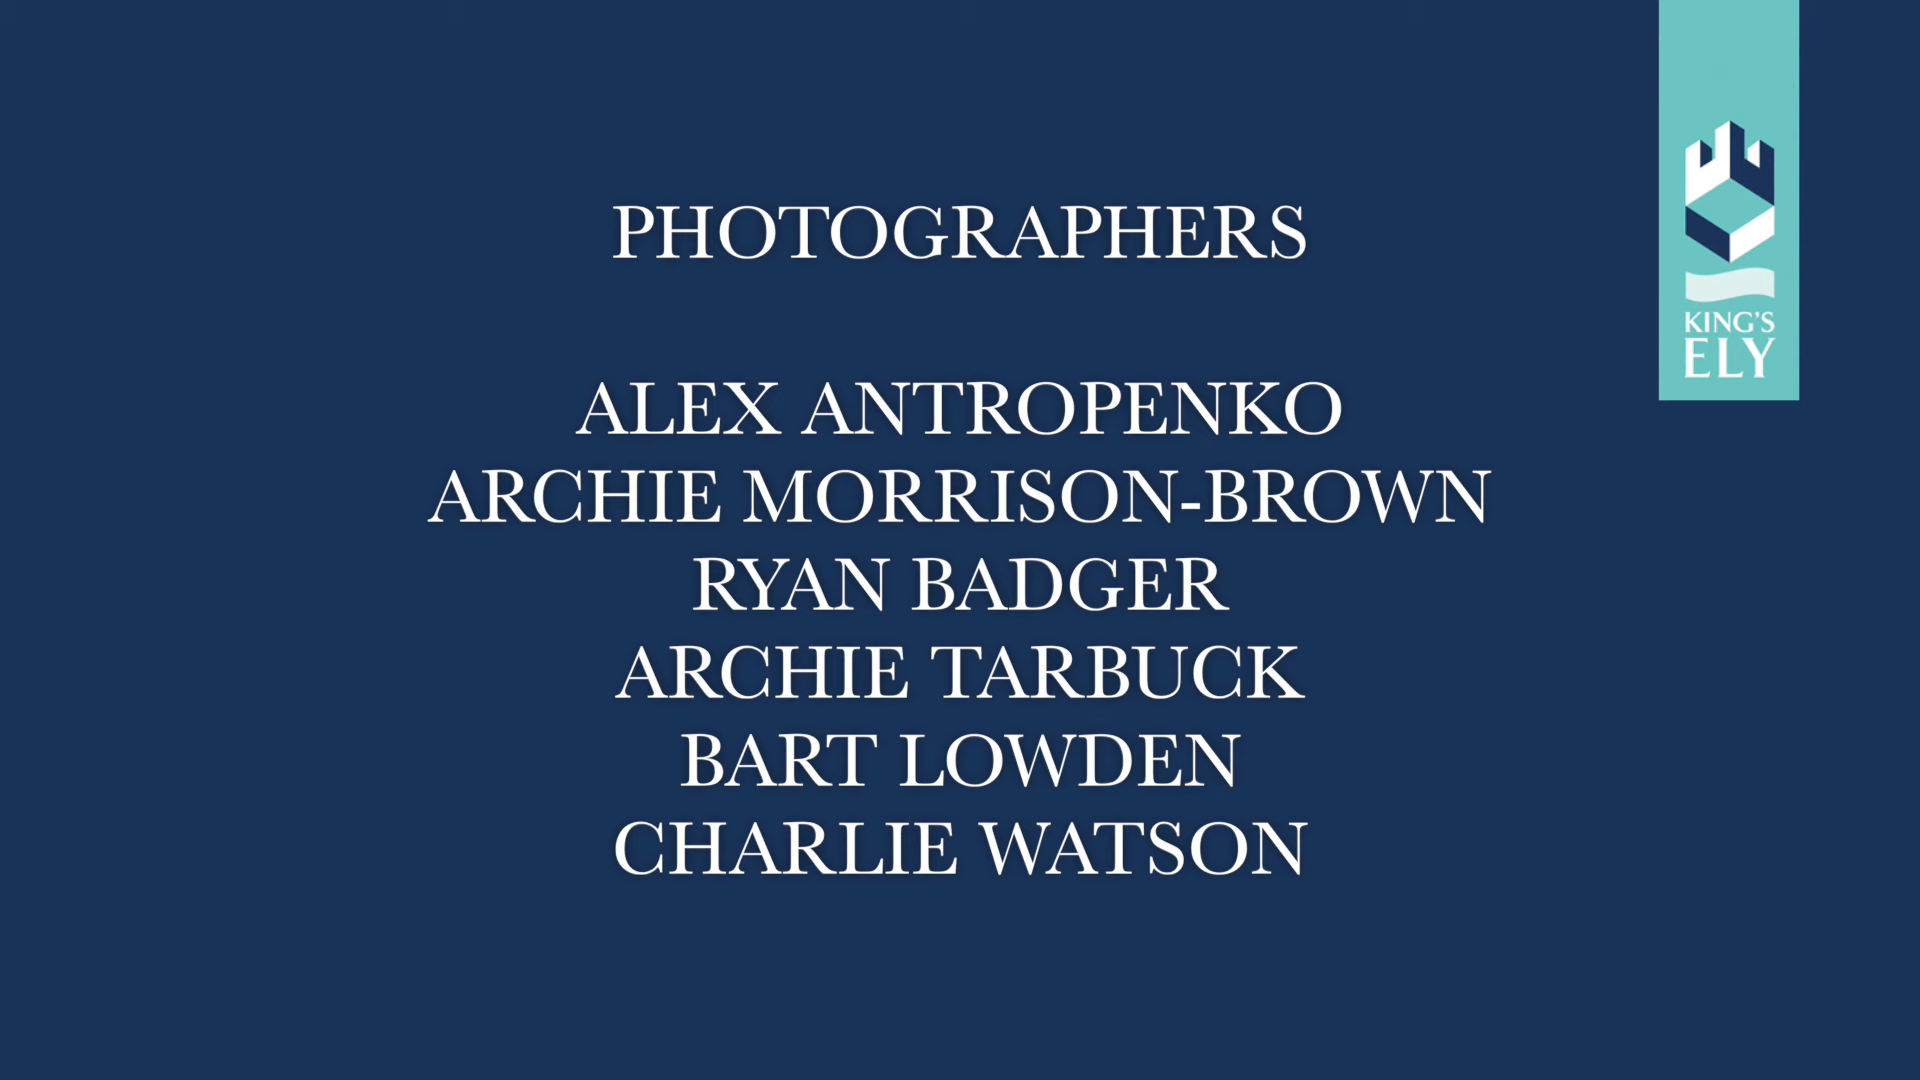 PHOTOGRAPHERS
ALEX ANTROPENKO
ARCHIE MORRISON-BROWN
RYAN BADGER
ARCHIE TARBUCK
BART LOWDEN
CHARLIE WATSON
KING'S
ELY